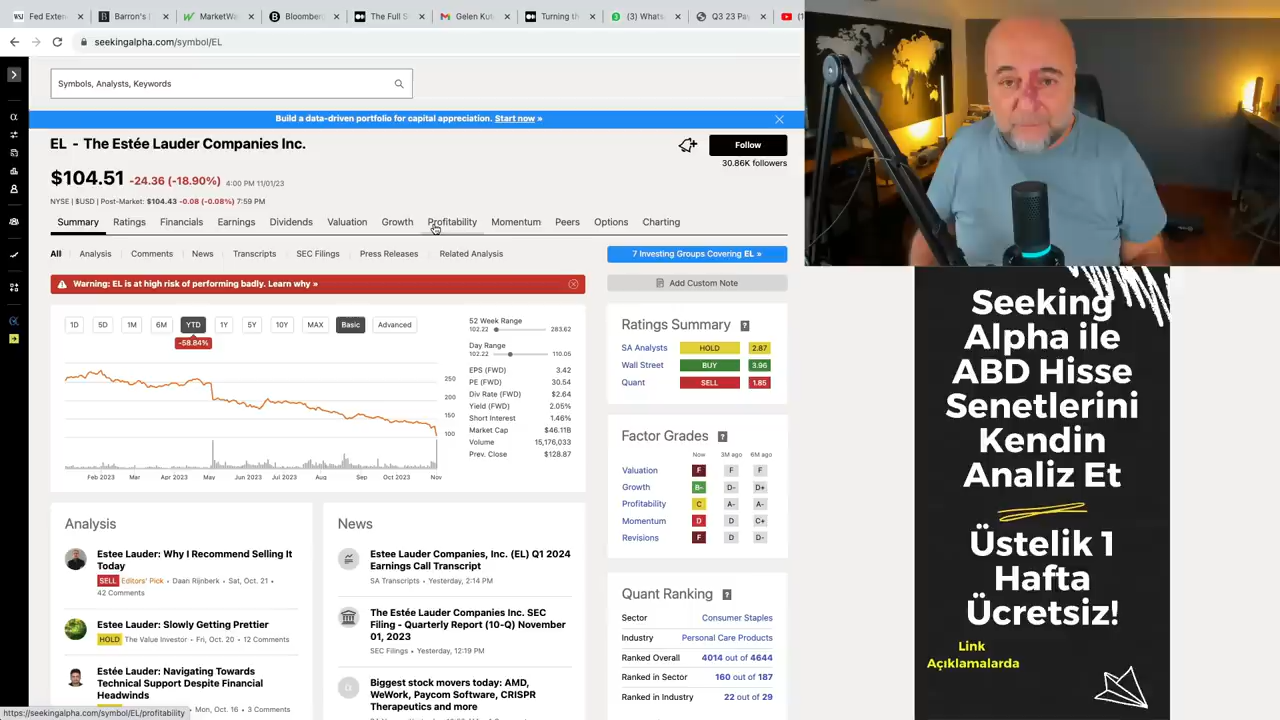 Fed Exten
Barron's |
MarketWa
Bloomber
The Full S
Gelen Kut
Turning th
(3) Whats
Q3 23 Pay
seekingalpha.com/symbol/EL
Symbols, Analysts, Keywords
Build a data-driven portfolio for capital appreciation. Start now »
EL - The Estée Lauder Companies Inc.
Follow
30.86K followers
$104.51 -24.36 (-18.90%) 4:00 PM 11/01/23
NYSE | $USD | Post-Market: $104.43 -0.08 (-0.08%) 7:59 PM
Summary Ratings Financials Earnings Dividends Valuation Growth Profitability Momentum Peers Options Charting
All Analysis Comments News Transcripts SEC Filings Press Releases Related Analysis
7 Investing Groups Covering EL »
Warning: EL is at high risk of performing badly. Learn why »
Add Custom Note
1D 5D 1M 6M YTD 1Y 5Y 10Y MAX Basic Advanced
-58.84%
250
200
150
100
Feb 2023 Mar Apr 2023 May Jun 2023 Jul 2023 Aug Sep Oct 2023 Nov
52 Week Range
102.22 283.62
Day Range
102.22 110.05
EPS (FWD) 3.42
PE (FWD) 30.54
Div Rate (FWD) $2.64
Yield (FWD) 2.05%
Short Interest 1.46%
Market Cap $46.11B
Volume 15,176,033
Prev. Close $128.87
Ratings Summary ?
SA Analysts HOLD 2.87
Wall Street BUY 3.96
Quant SELL 1.85
Factor Grades ?
Now 3M ago 6M ago
Valuation F F F
Growth B- D- D+
Profitability C A- A-
Momentum D D C+
Revisions F D D-
Quant Ranking ?
Sector Consumer Staples
Industry Personal Care Products
Ranked Overall 4014 out of 4644
Ranked in Sector 160 out of 187
Ranked in Industry 22 out of 29
Analysis
Estee Lauder: Why I Recommend Selling It
Today
SELL Editors' Pick • Daan Rijnberk • Sat, Oct. 21 •
42 Comments
Estee Lauder: Slowly Getting Prettier
HOLD The Value Investor • Fri, Oct. 20 • 12 Comments
Estee Lauder: Navigating Towards
Technical Support Despite Financial
Headwinds
Mon, Oct. 16 • 3 Comments
News
Estee Lauder Companies, Inc. (EL) Q1 2024
Earnings Call Transcript
SA Transcripts • Yesterday, 2:14 PM
The Estée Lauder Companies Inc. SEC
Filing - Quarterly Report (10-Q) November
01, 2023
SEC Filings • Yesterday, 12:19 PM
Biggest stock movers today: AMD,
WeWork, Paycom Software, CRISPR
Therapeutics and more
https://seekingalpha.com/symbol/EL/profitability
Seeking
Alpha ile
ABD Hisse
Senetlerini
Kendin
Analiz Et
Üstelik 1
Hafta
Ücretsiz!
Link
Açıklamalarda